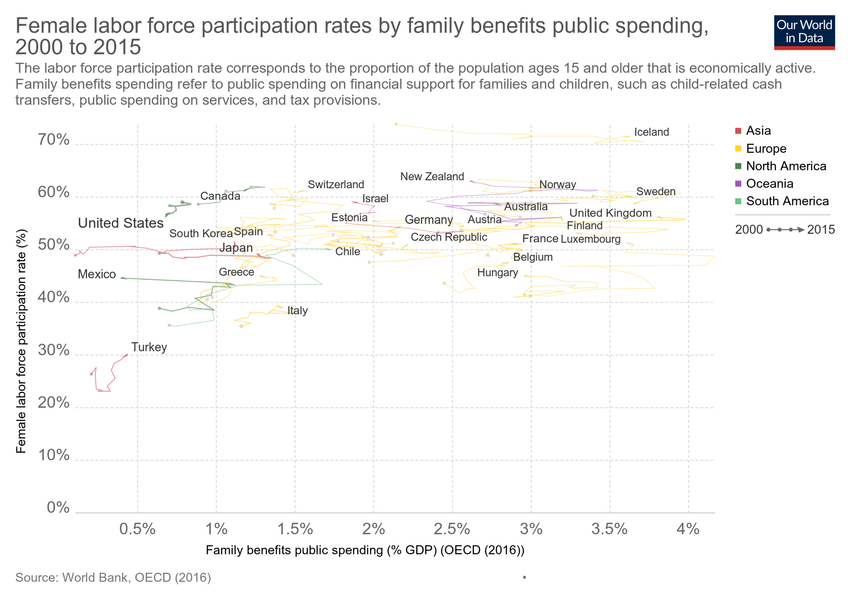 Female labor force participation rates by family benefits public spending,
2000 to 2015
Our World
in Data
The labor force participation rate corresponds to the proportion of the population ages 15 and older that is economically active.
Family benefits spending refer to public spending on financial support for families and children, such as child-related cash
transfers, public spending on services, and tax provisions.
70%
60%
50%
40%
30%
20%
10%
0%
Female labor force participation rate (%)
Iceland
New Zealand
Norway
Sweden
Switzerland
Canada
Israel
Estonia
Germany
Australia
Austria
United Kingdom
Finland
United States
South Korea
Spain
Czech Republic
France
Luxembourg
Japan
Chile
Belgium
Mexico
Greece
Hungary
Italy
Turkey
0.5%
1%
1.5%
2%
2.5%
3%
3.5%
4%
Family benefits public spending (% GDP) (OECD (2016))
Asia
Europe
North America
Oceania
South America
2000 2015
Source: World Bank, OECD (2016)